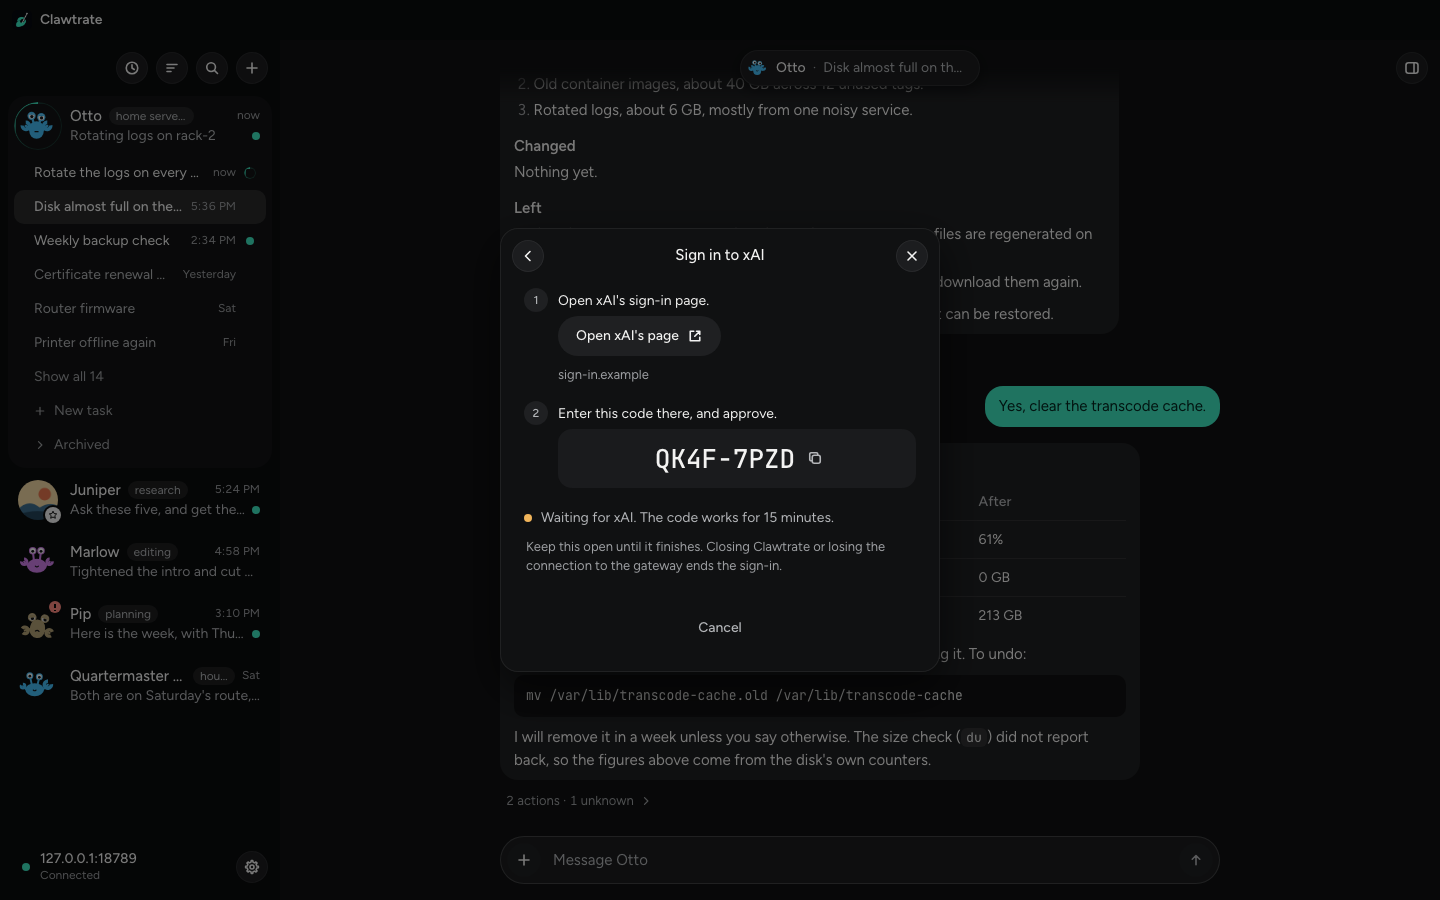 Clawtrate
Otto home serve... now
Rotating logs on rack-2
Rotate the logs on every ... now
Disk almost full on the... 5:36 PM
Weekly backup check 2:34 PM
Certificate renewal ... Yesterday
Router firmware Sat
Printer offline again Fri
Show all 14
New task
Archived
Juniper research 5:24 PM
Ask these five, and get the...
Marlow editing 4:58 PM
Tightened the intro and cut ...
Pip planning 3:10 PM
Here is the week, with Thu...
Quartermaster ... hou... Sat
Both are on Saturday's route,...
127.0.0.1:18789
Connected
Otto · Disk almost full on th...
2. Old container images, about 40 GB across 12 unused tags.
3. Rotated logs, about 6 GB, mostly from one noisy service.
Changed
Nothing yet.
Left
files are regenerated on
download them again.
can be restored.
Yes, clear the transcode cache.
After
61%
0 GB
213 GB
g it. To undo:
mv /var/lib/transcode-cache.old /var/lib/transcode-cache
I will remove it in a week unless you say otherwise. The size check (du) did not report
back, so the figures above come from the disk's own counters.
2 actions · 1 unknown
Message Otto
Sign in to xAI
1 Open xAI's sign-in page.
Open xAI's page
sign-in.example
2 Enter this code there, and approve.
QK4F-7PZD
Waiting for xAI. The code works for 15 minutes.
Keep this open until it finishes. Closing Clawtrate or losing the
connection to the gateway ends the sign-in.
Cancel